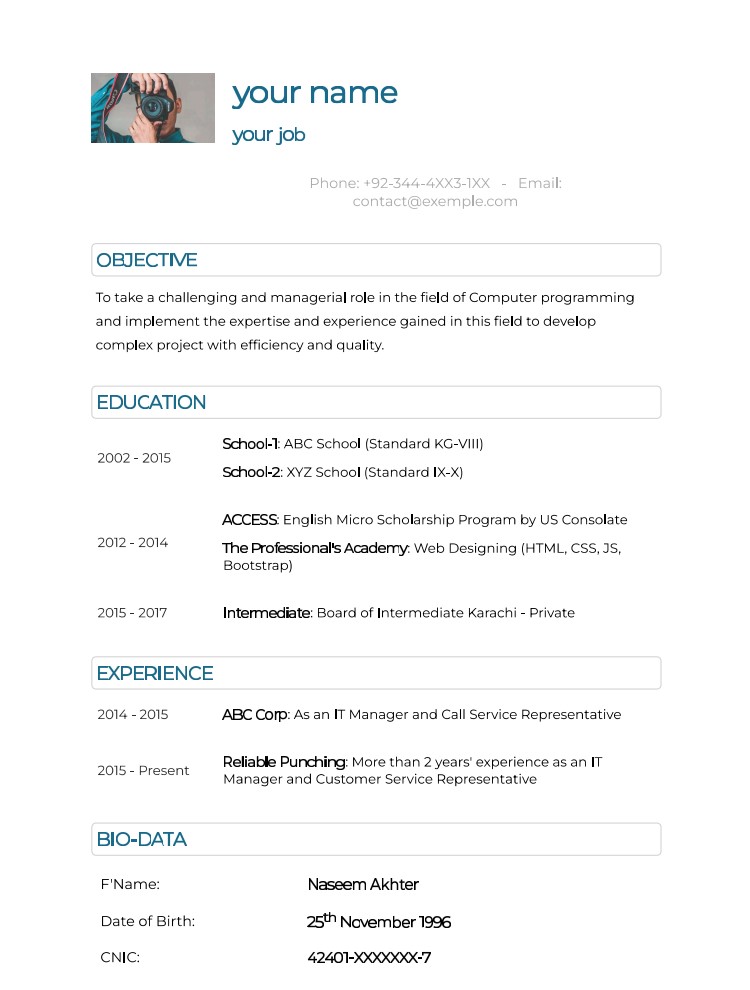 your name
your job
Phone: +92-344-4XX3-1XX - Email:
contact@exemple.com
OBJECTIVE
To take a challenging and managerial role in the field of Computer programming
and implement the expertise and experience gained in this field to develop
complex project with efficiency and quality.
EDUCATION
2002 - 2015
School-1: ABC School (Standard KG-VIII)
School-2: XYZ School (Standard IX-X)
2012 - 2014
ACCESS: English Micro Scholarship Program by US Consolate
The Professional's Academy: Web Designing (HTML, CSS, JS,
Bootstrap)
2015 - 2017
Intermediate: Board of Intermediate Karachi - Private
EXPERIENCE
2014 - 2015
ABC Corp: As an IT Manager and Call Service Representative
2015 - Present
Reliable Punching: More than 2 years' experience as an IT
Manager and Customer Service Representative
BIO-DATA
F'Name: Naseem Akhter
Date of Birth: 25th November 1996
CNIC: 42401-XXXXXXX-7